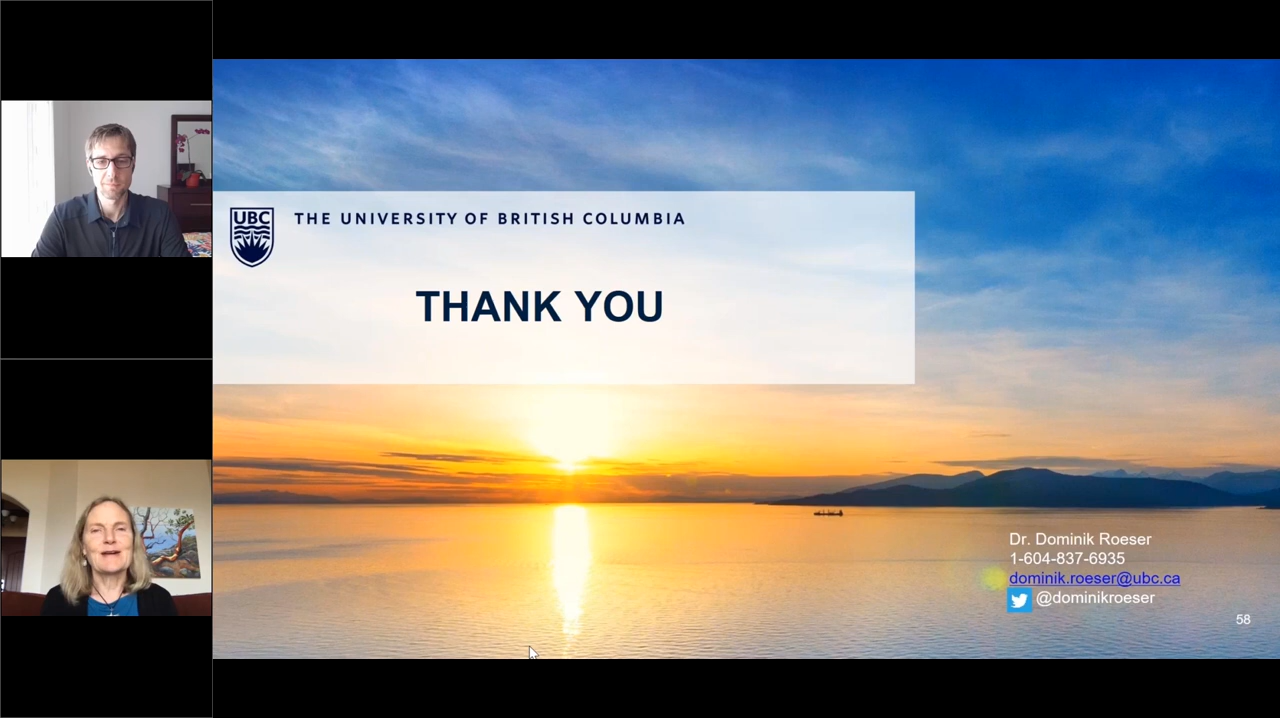 UBC
THE UNIVERSITY OF BRITISH COLUMBIA
THANK YOU
Dr. Dominik Roeser
1-604-837-6935
dominik.roeser@ubc.ca
@dominikroeser
58